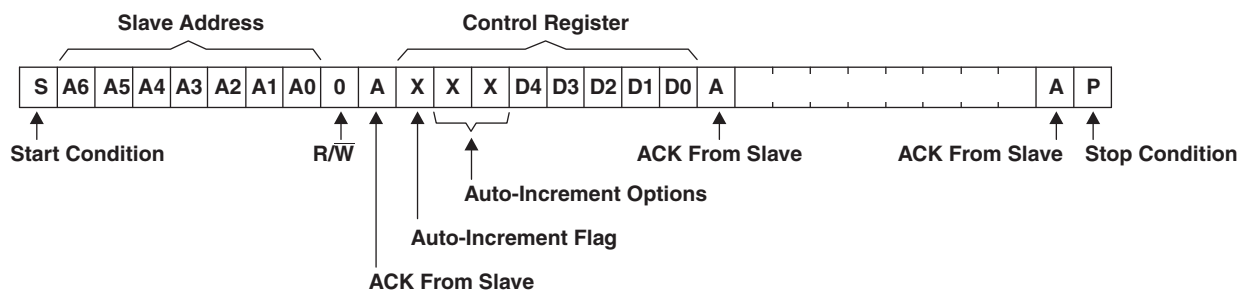 Slave Address
Control Register
S A6 A5 A4 A3 A2 A1 A0 0 A X X X D4 D3 D2 D1 D0 A A P
Start Condition
R/W̅
ACK From Slave
ACK From Slave
Stop Condition
Auto-Increment Options
Auto-Increment Flag
ACK From Slave